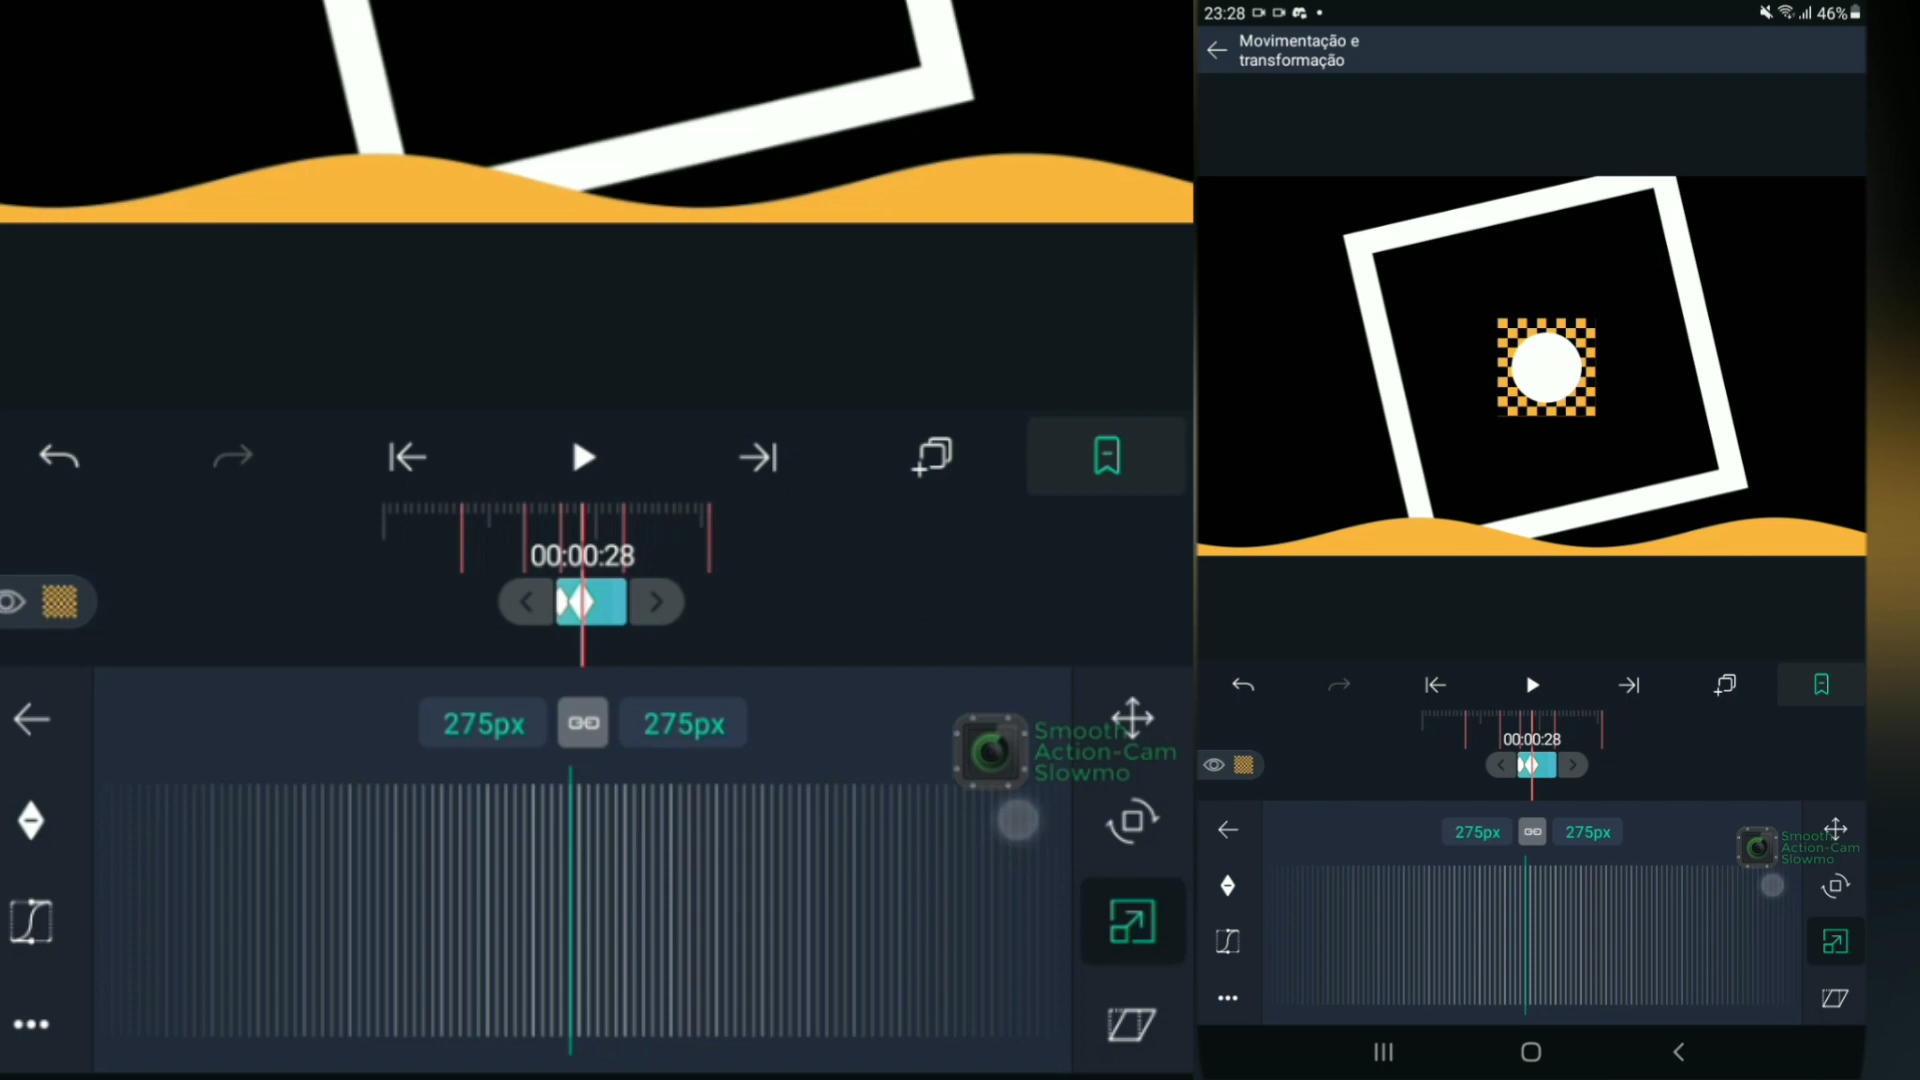 00:00:28
275px 275px
Smooth
Action-Cam
Slowmo
23:28 46%
Movimentação e
transformação
00:00:28
275px 275px
Smooth
Action-Cam
Slowmo